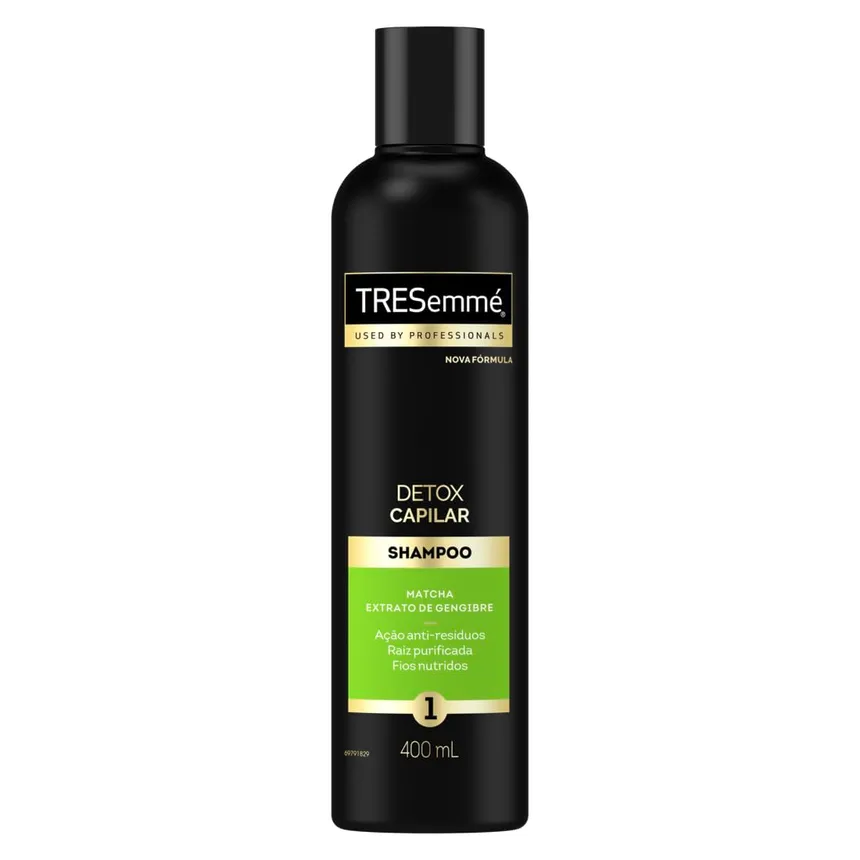 TRESemmé®
USED BY PROFESSIONALS
NOVA FÓRMULA
DETOX
CAPILAR
SHAMPOO
MATCHA
EXTRATO DE GENGIBRE
Ação anti-resíduos
Raiz purificada
Fios nutridos
1
69791829
400 mL